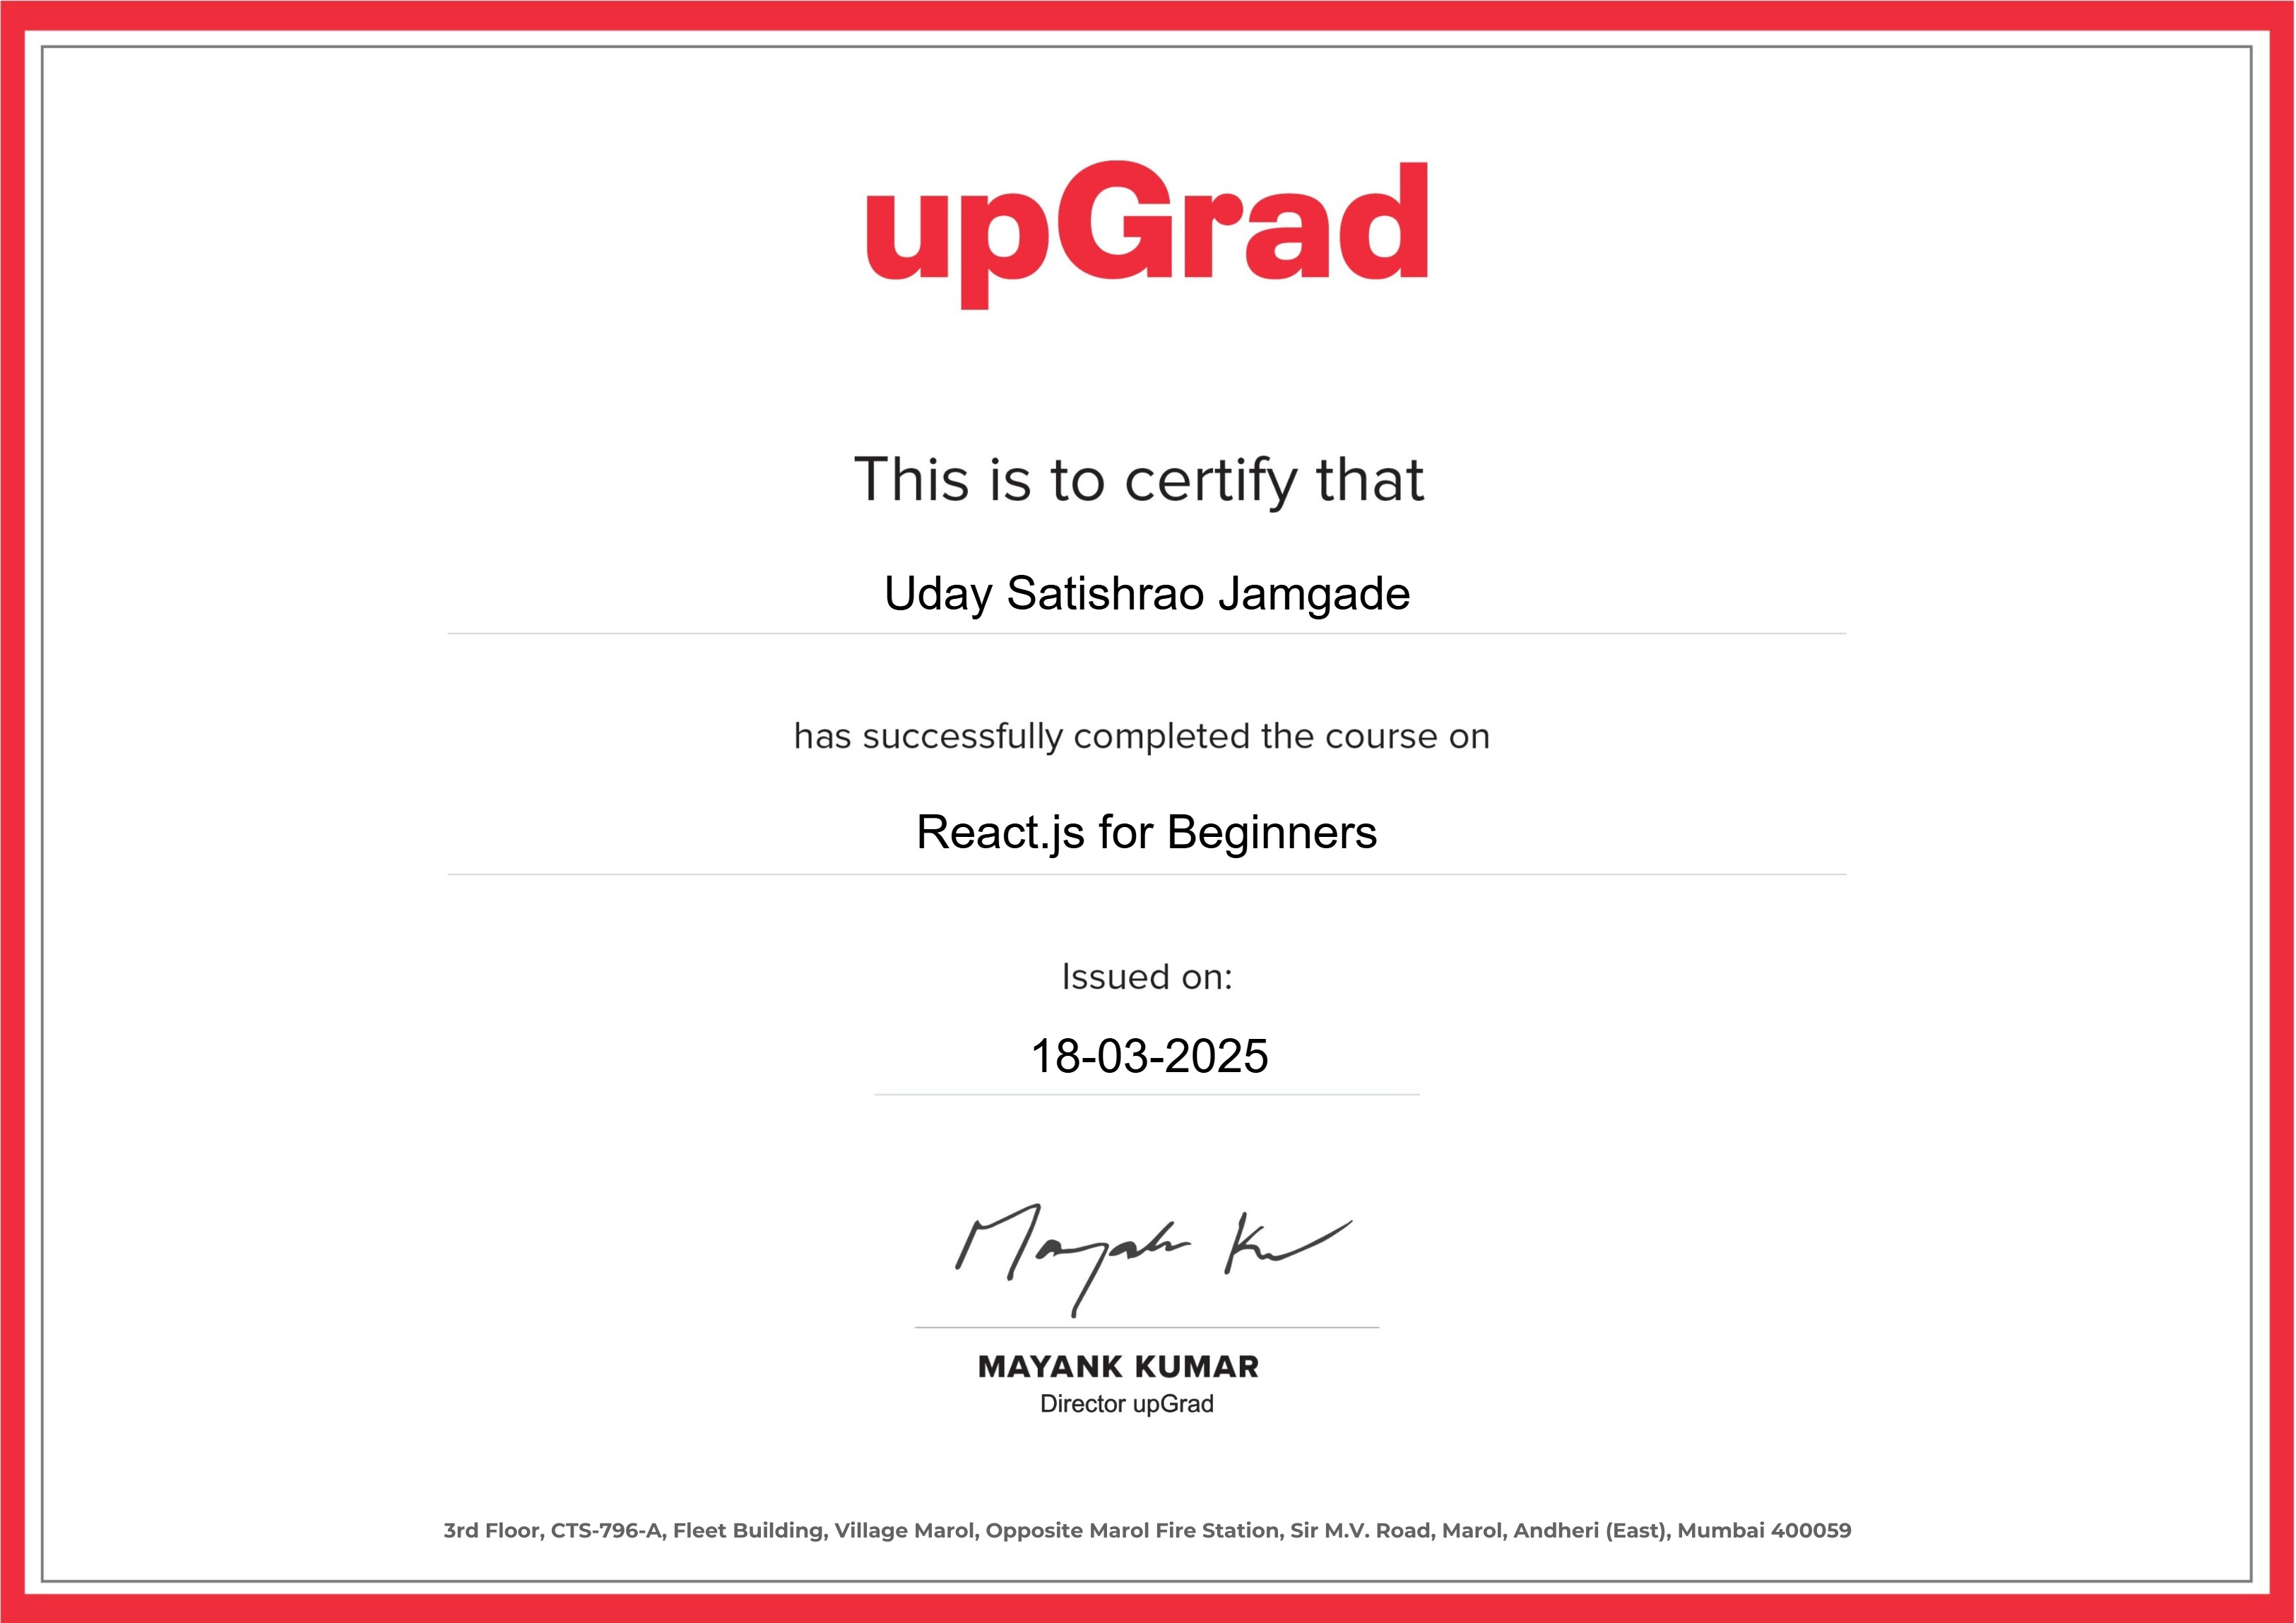 upGrad
This is to certify that
Uday Satishrao Jamgade
has successfully completed the course on
React.js for Beginners
Issued on:
18-03-2025
Mayank Ku
MAYANK KUMAR
Director upGrad
3rd Floor, CTS-796-A, Fleet Building, Village Marol, Opposite Marol Fire Station, Sir M.V. Road, Marol, Andheri (East), Mumbai 400059